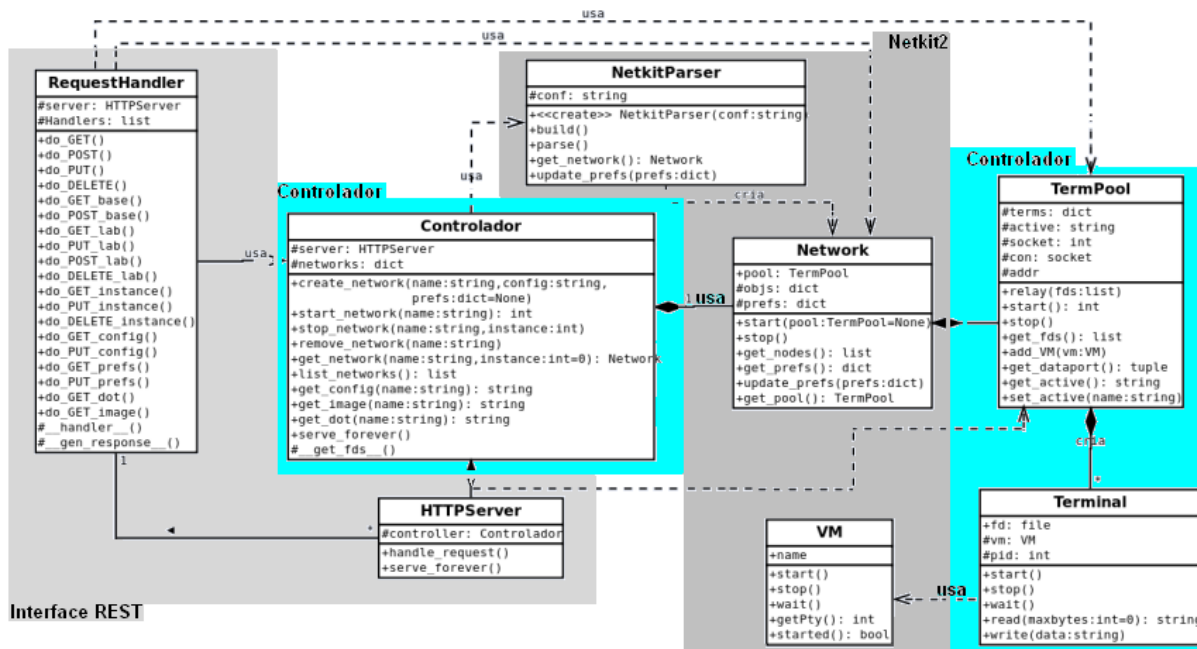 usa
usa
Netkit2
RequestHandler
#server: HTTPServer
#Handlers: list
+do_GET()
+do_POST()
+do_PUT()
+do_DELETE()
+do_GET_base()
+do_POST_base()
+do_GET_lab()
+do_PUT_lab()
+do_POST_lab()
+do_DELETE_lab()
+do_GET_instance()
+do_PUT_instance()
+do_DELETE_instance()
+do_GET_config()
+do_PUT_config()
+do_GET_prefs()
+do_PUT_prefs()
+do_GET_dot()
+do_GET_image()
#__handler__()
#__gen_response__()
1
usa
NetkitParser
#conf: string
+<<create>> NetkitParser(conf:string)
+build()
+parse()
+get_network(): Network
+update_prefs(prefs:dict)
usa
cria
Controlador
Controlador
#server: HTTPServer
#networks: dict
+create_network(name:string,config:string,
prefs:dict=None)
+start_network(name:string): int
+stop_network(name:string,instance:int)
+remove_network(name:string)
+get_network(name:string,instance:int=0): Network
+list_networks(): list
+get_config(name:string): string
+get_image(name:string): string
+get_dot(name:string): string
+serve_forever()
#__get_fds__()
1
usa
Network
+pool: TermPool
#objs: dict
#prefs: dict
+start(pool:TermPool=None)
+stop()
+get_nodes(): list
+get_prefs(): dict
+update_prefs(prefs:dict)
+get_pool(): TermPool
Controlador
TermPool
#terms: dict
#active: string
#socket: int
#con: socket
#addr
+relay(fds:list)
+start(): int
+stop()
+get_fds(): list
+add_VM(vm:VM)
+get_dataport(): tuple
+get_active(): string
+set_active(name:string)
cria
*
HTTPServer
#controller: Controlador
+handle_request()
+serve_forever()
*
VM
+name
+start()
+stop()
+wait()
+getPty(): int
+started(): bool
usa
Terminal
+fd: file
#vm: VM
#pid: int
+start()
+stop()
+wait()
+read(maxbytes:int=0): string
+write(data:string)
Interface REST